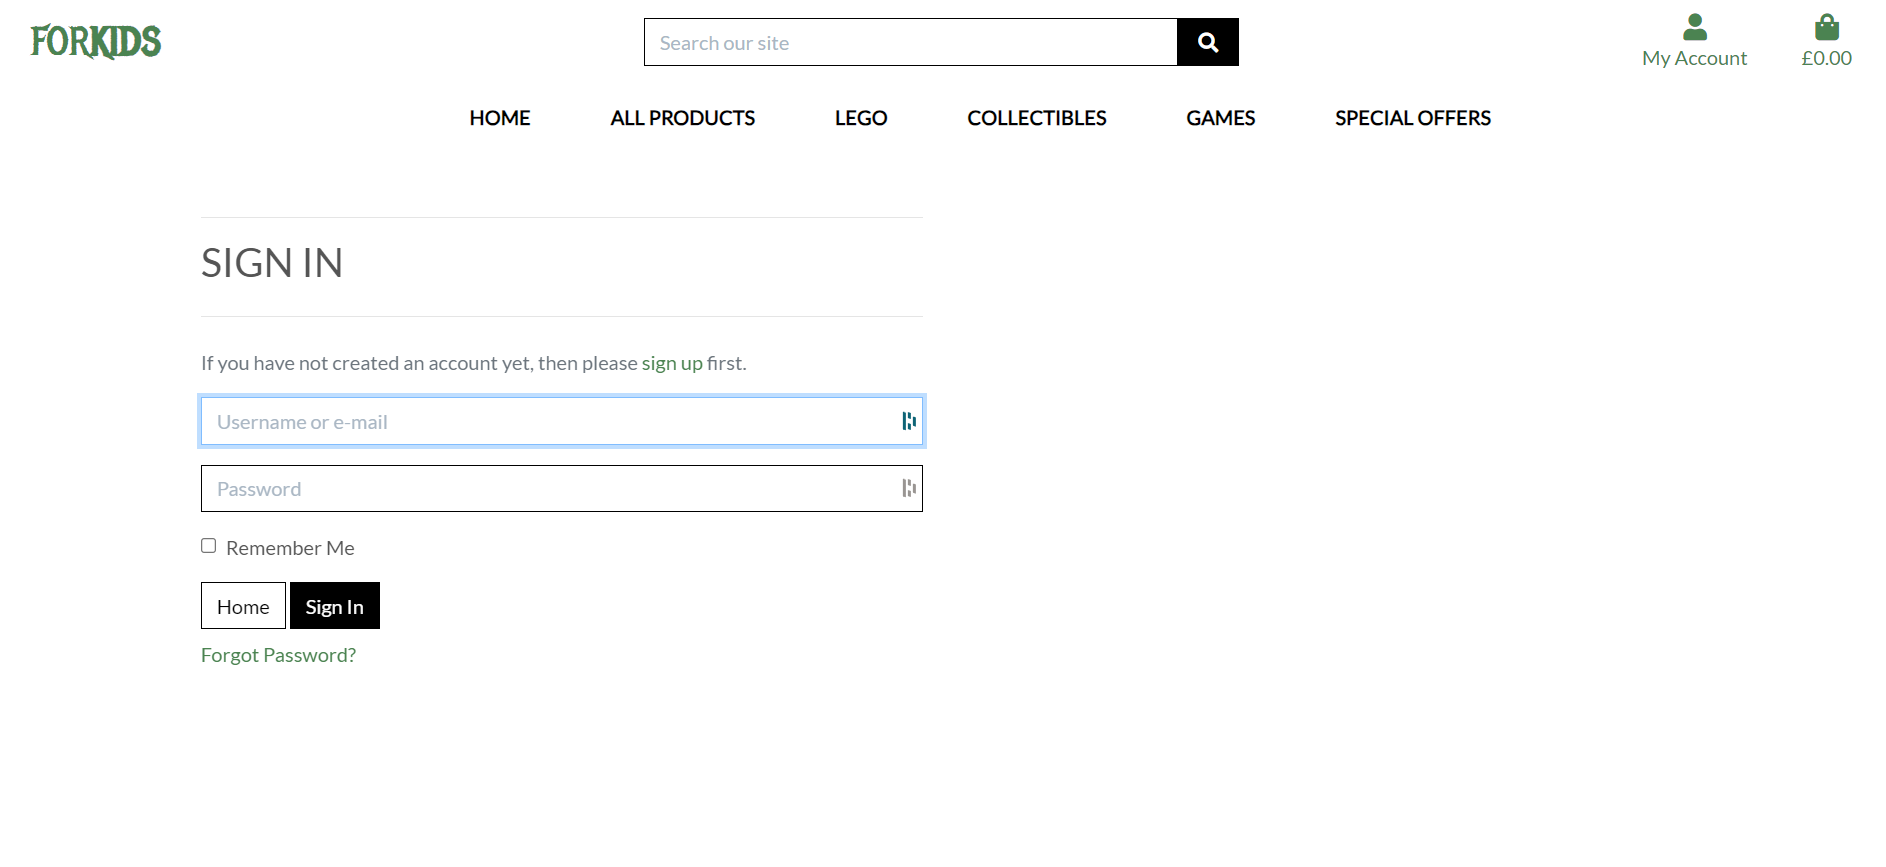 FORKIDS
Search our site
My Account
£0.00
HOME ALL PRODUCTS LEGO COLLECTIBLES GAMES SPECIAL OFFERS
SIGN IN
If you have not created an account yet, then please sign up first.
Username or e-mail
Password
Remember Me
Home Sign In
Forgot Password?